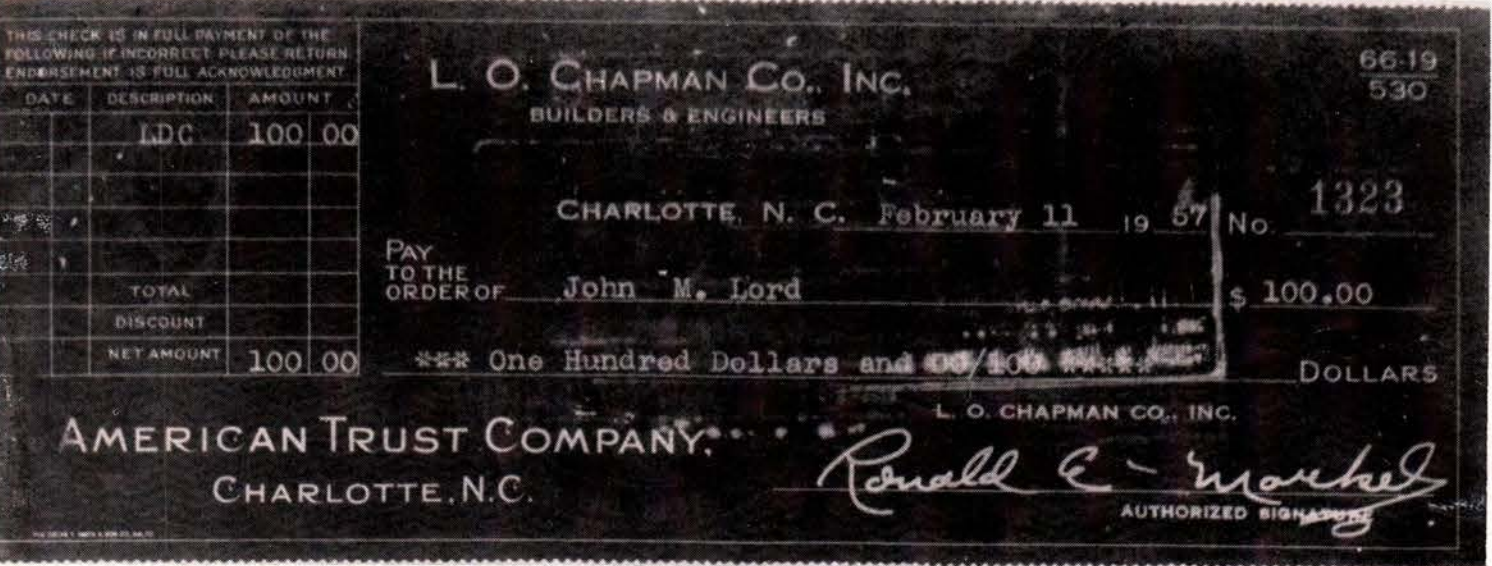 THIS CHECK IS IN FULL PAYMENT OF THE
FOLLOWING IF INCORRECT PLEASE RETURN
ENDORSEMENT IS FULL ACKNOWLEDGMENT
DATE DESCRIPTION AMOUNT
LDC 100 00
TOTAL
DISCOUNT
NET AMOUNT 100 00
L. O. CHAPMAN CO., INC.
BUILDERS & ENGINEERS
66-19
530
CHARLOTTE, N. C. February 11 19 57 No. 1323
PAY
TO THE
ORDER OF John M. Lord $ 100.00
*** One Hundred Dollars and 00/100 ***** DOLLARS
AMERICAN TRUST COMPANY,
CHARLOTTE, N.C.
L. O. CHAPMAN CO., INC.
Ronald E - Markel
AUTHORIZED SIGNATURE